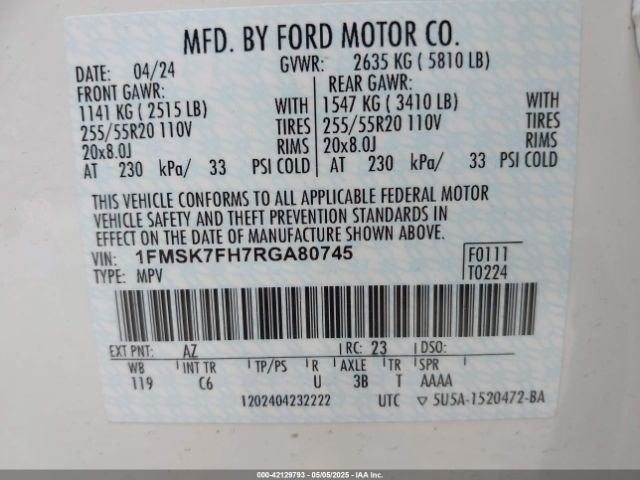 MFD. BY FORD MOTOR CO.
DATE: 04/24 GVWR: 2635 KG ( 5810 LB)
FRONT GAWR: REAR GAWR:
1141 KG ( 2515 LB) WITH 1547 KG ( 3410 LB) WITH
255/55R20 110V TIRES 255/55R20 110V TIRES
20x8.0J RIMS 20x8.0J RIMS
AT 230 kPa/ 33 PSI COLD AT 230 kPa/ 33 PSI COLD
THIS VEHICLE CONFORMS TO ALL APPLICABLE FEDERAL MOTOR
VEHICLE SAFETY AND THEFT PREVENTION STANDARDS IN
EFFECT ON THE DATE OF MANUFACTURE SHOWN ABOVE.
VIN: 1FMSK7FH7RGA80745 F0111
TYPE: MPV T0224
EXT PNT: AZ RC: 23 DSO:
WB INT TR TP/PS R AXLE TR SPR
119 C6 U 3B T AAAA
1202404232222 UTC ▽ 5U5A-1520472-BA
000-42129793 - 05/05/2025 - IAAI.COM